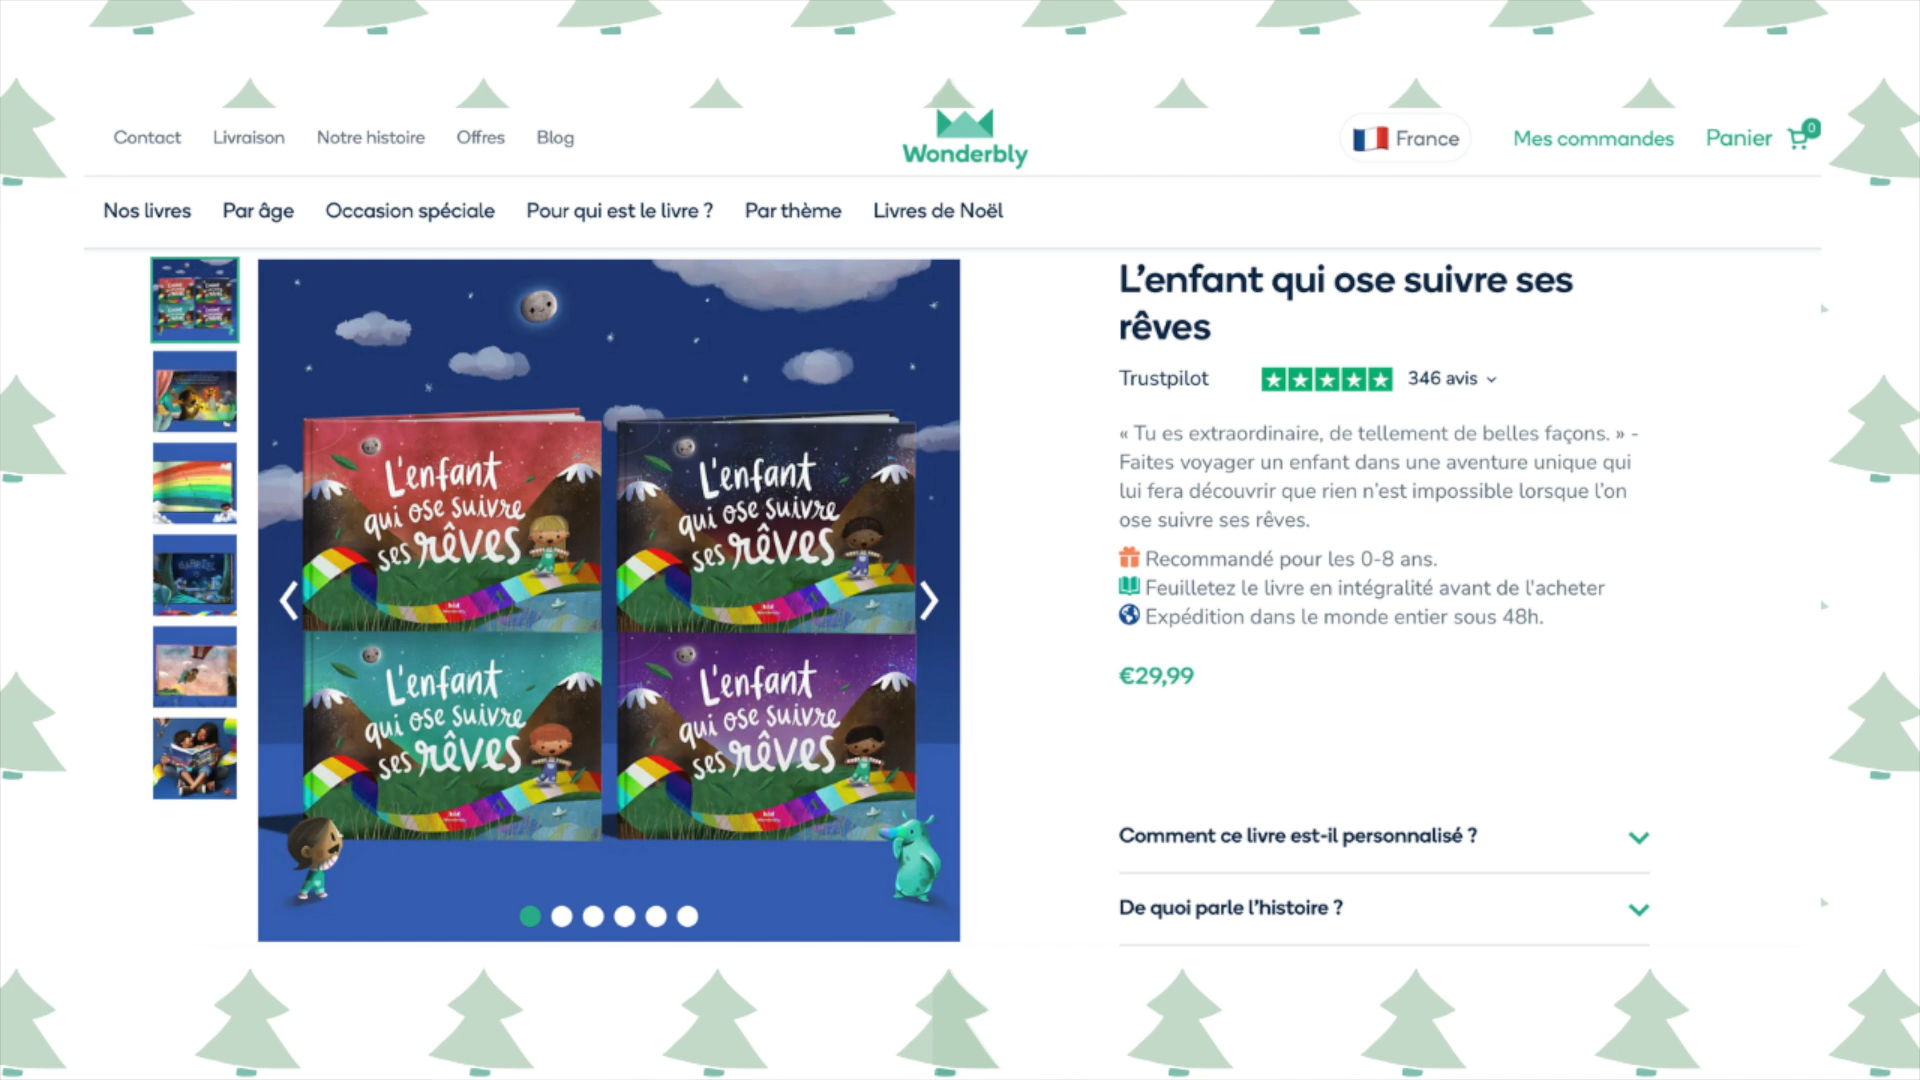 Contact Livraison Notre histoire Offres Blog
Wonderbly
France
Mes commandes
Panier
0
Nos livres Par âge Occasion spéciale Pour qui est le livre ? Par thème Livres de Noël
L'enfant
qui ose suivre
ses rêves
L'enfant
qui ose suivre
ses rêves
L'enfant
qui ose suivre
ses rêves
L'enfant
qui ose suivre
ses rêves
L’enfant qui ose suivre ses
rêves
Trustpilot 346 avis
« Tu es extraordinaire, de tellement de belles façons. » -
Faites voyager un enfant dans une aventure unique qui
lui fera découvrir que rien n’est impossible lorsque l’on
ose suivre ses rêves.
Recommandé pour les 0-8 ans.
Feuilletez le livre en intégralité avant de l'acheter
Expédition dans le monde entier sous 48h.
€29,99
Comment ce livre est-il personnalisé ?
De quoi parle l’histoire ?